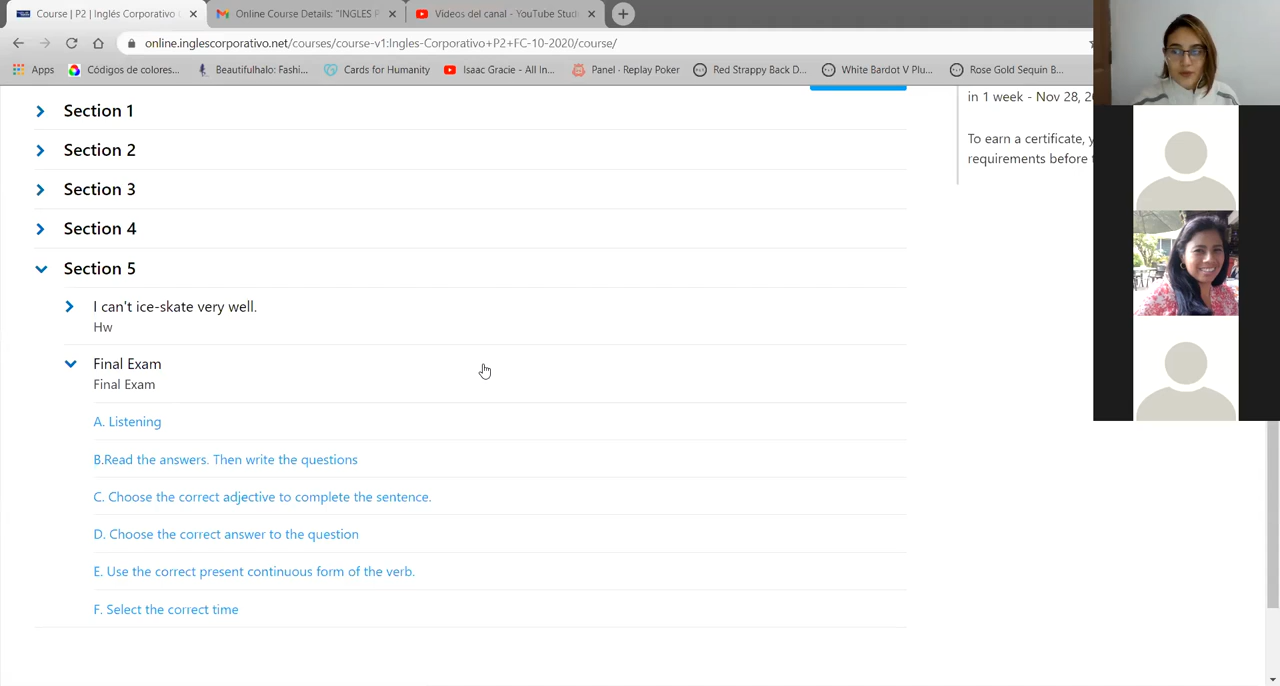 Course | P2 | Inglés Corporativo
Online Course Details: "INGLES P
Videos del canal - YouTube Stud
online.inglescorporativo.net/courses/course-v1:Ingles-Corporativo+P2+FC-10-2020/course/
Apps
Códigos de colores...
Beautifulhalo: Fashi...
Cards for Humanity
Isaac Gracie - All In...
Panel · Replay Poker
Red Strappy Back D...
White Bardot V Plu...
Rose Gold Sequin B...
Section 1
Section 2
Section 3
Section 4
Section 5
I can't ice-skate very well.
Hw
Final Exam
Final Exam
A. Listening
B.Read the answers. Then write the questions
C. Choose the correct adjective to complete the sentence.
D. Choose the correct answer to the question
E. Use the correct present continuous form of the verb.
F. Select the correct time
in 1 week - Nov 28, 2
To earn a certificate, y
requirements before